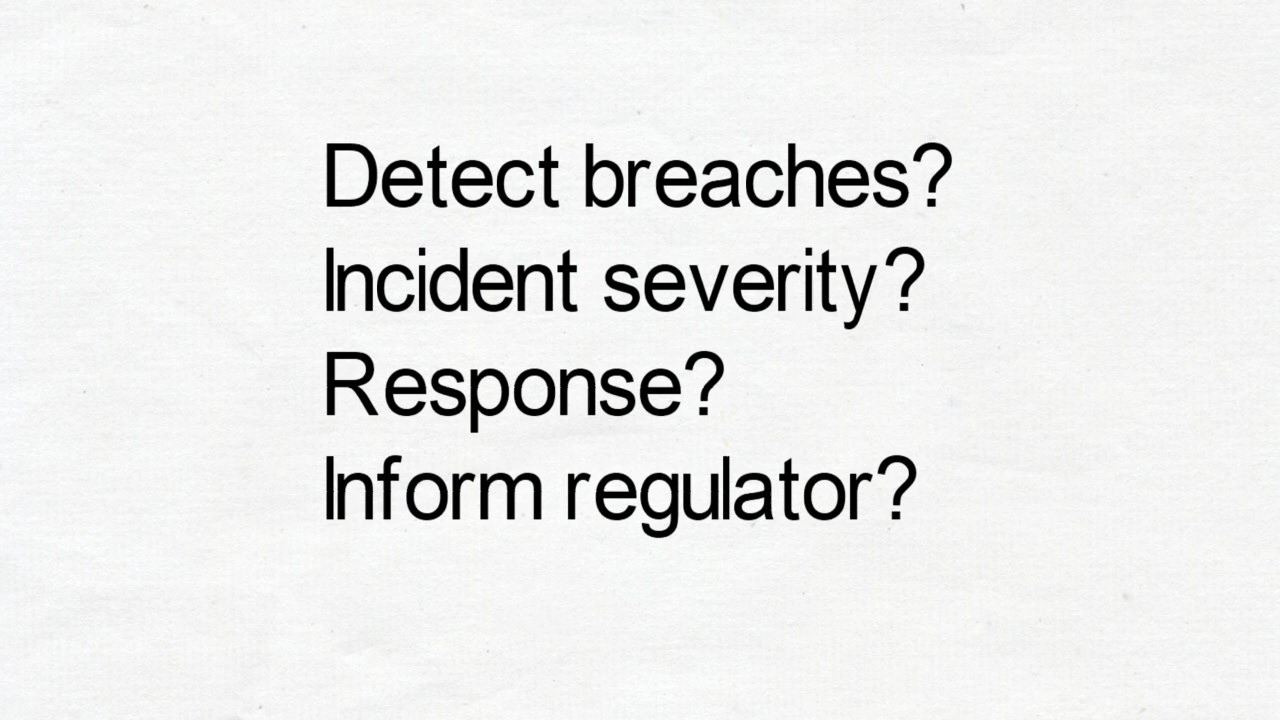 Detect breaches?
Incident severity?
Response?
Inform regulator?